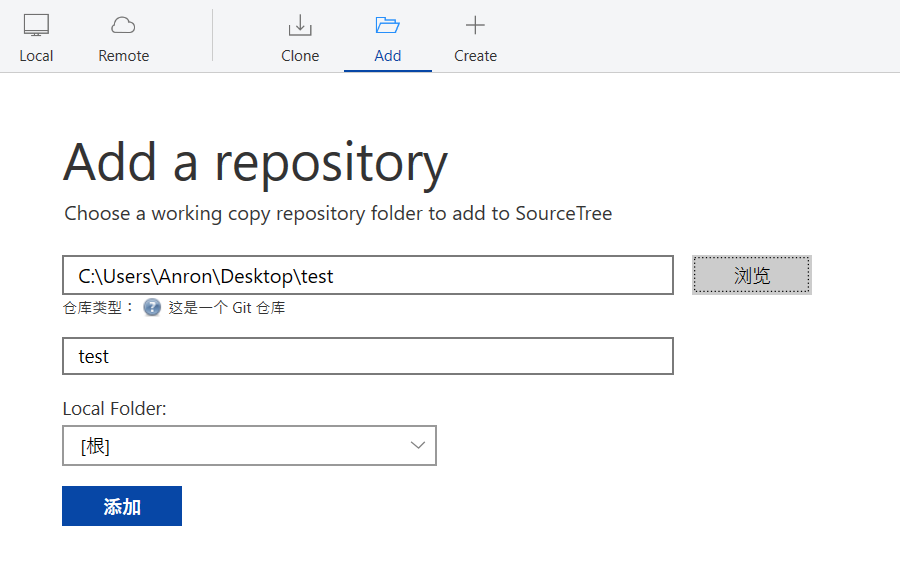 Local Remote Clone Add Create
Add a repository
Choose a working copy repository folder to add to SourceTree
C:\Users\Anron\Desktop\test 浏览
仓库类型： ? 这是一个 Git 仓库
test
Local Folder:
[根]
添加